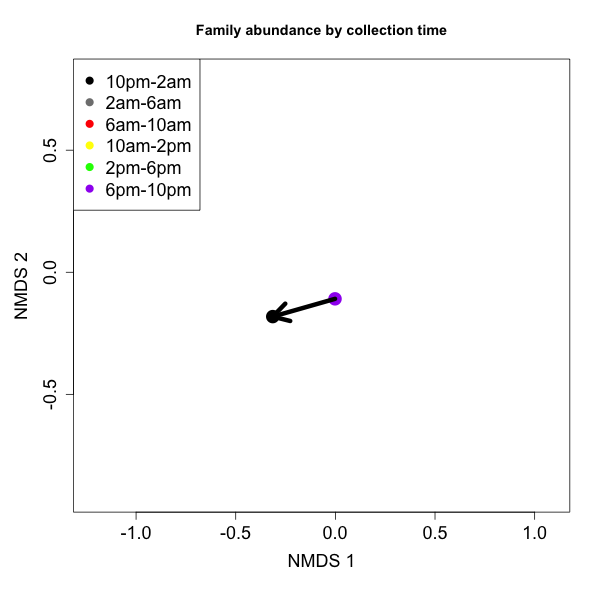 Family abundance by collection time
10pm-2am
2am-6am
6am-10am
10am-2pm
2pm-6pm
6pm-10pm
0.5
0.0
-0.5
NMDS 2
-1.0 -0.5 0.0 0.5 1.0
NMDS 1